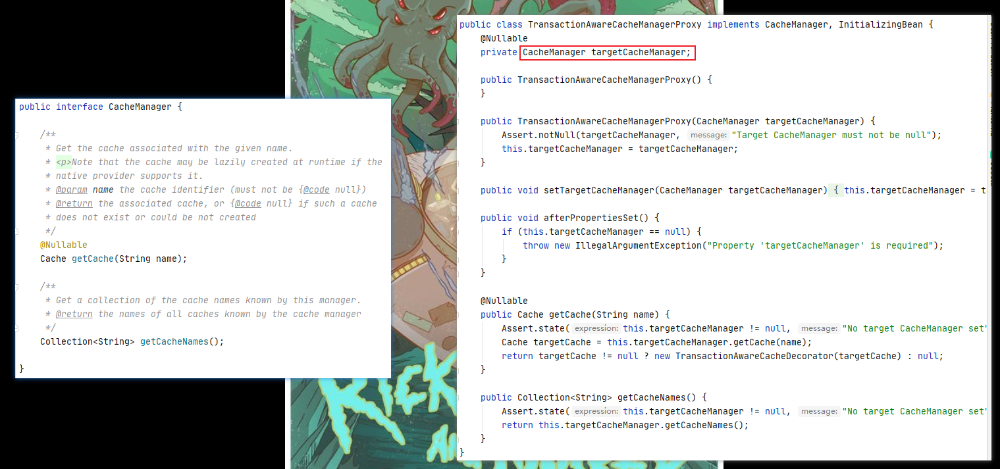 public interface CacheManager {
/**
* Get the cache associated with the given name.
* <p>Note that the cache may be lazily created at runtime if the
* native provider supports it.
* @param name the cache identifier (must not be {@code null})
* @return the associated cache, or {@code null} if such a cache
* does not exist or could be not created
*/
@Nullable
Cache getCache(String name);
/**
* Get a collection of the cache names known by this manager.
* @return the names of all caches known by the cache manager
*/
Collection<String> getCacheNames();
}
public class TransactionAwareCacheManagerProxy implements CacheManager, InitializingBean {
@Nullable
private CacheManager targetCacheManager;
public TransactionAwareCacheManagerProxy() {
}
public TransactionAwareCacheManagerProxy(CacheManager targetCacheManager) {
Assert.notNull(targetCacheManager, message: "Target CacheManager must not be null");
this.targetCacheManager = targetCacheManager;
}
public void setTargetCacheManager(CacheManager targetCacheManager) { this.targetCacheManager = t
public void afterPropertiesSet() {
if (this.targetCacheManager == null) {
throw new IllegalArgumentException("Property 'targetCacheManager' is required");
}
}
@Nullable
public Cache getCache(String name) {
Assert.state( expression: this.targetCacheManager != null, message: "No target CacheManager set"
Cache targetCache = this.targetCacheManager.getCache(name);
return targetCache != null ? new TransactionAwareCacheDecorator(targetCache) : null;
}
public Collection<String> getCacheNames() {
Assert.state( expression: this.targetCacheManager != null, message: "No target CacheManager set"
return this.targetCacheManager.getCacheNames();
}
}
RICK